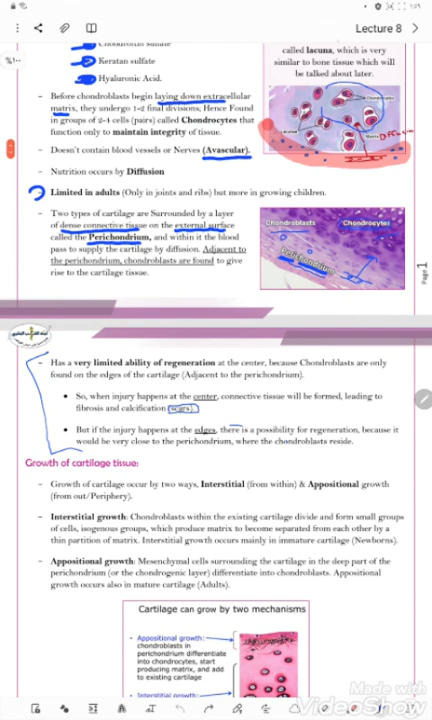 Lecture 8
Chondroitin sulfate
Keratan sulfate
Hyaluronic Acid.
- Before chondroblasts begin laying down extracellular
matrix, they undergo 1-2 final divisions; Hence Found
in groups of 2-4 cells (pairs) called Chondrocytes that
function only to maintain integrity of tissue.
- Doesn't contain blood vessels or Nerves (Avascular).
- Nutrition occurs by Diffusion
- Limited in adults (Only in joints and ribs) but more in growing children.
- Two types of cartilage are Surrounded by a layer
of dense connective tissue on the external surface
called the Perichondrium, and within it the blood
pass to supply the cartilage by diffusion. Adjacent to
the perichondrium, chondroblasts are found to give
rise to the cartilage tissue.
called lacuna, which is very
similar to bone tissue which will
be talked about later.
Chondrocytes
Lacunae
Matrix
Diffusion
Chondroblasts
Chondrocytes
Perichondrium
Page 1
- Has a very limited ability of regeneration at the center, because Chondroblasts are only
found on the edges of the cartilage (Adjacent to the perichondrium).
• So, when injury happens at the center, connective tissue will be formed, leading to
fibrosis and calcification (scars).
• But if the injury happens at the edges, there is a possibility for regeneration, because it
would be very close to the perichondrium, where the chondroblasts reside.
Growth of cartilage tissue:
- Growth of cartilage occur by two ways, Interstitial (from within) & Appositional growth
(from out/Periphery).
- Interstitial growth: Chondroblasts within the existing cartilage divide and form small groups
of cells, isogenous groups, which produce matrix to become separated from each other by a
thin partition of matrix. Interstitial growth occurs mainly in immature cartilage (Newborns).
- Appositional growth: Mesenchymal cells surrounding the cartilage in the deep part of the
perichondrium (or the chondrogenic layer) differentiate into chondroblasts. Appositional
growth occurs also in mature cartilage (Adults).
Cartilage can grow by two mechanisms
- Appositional growth:
chondroblasts in
perichondrium differentiate
into chondrocytes, start
producing matrix, and add
to existing cartilage
- Interstitial growth:
Made with
VideoShow